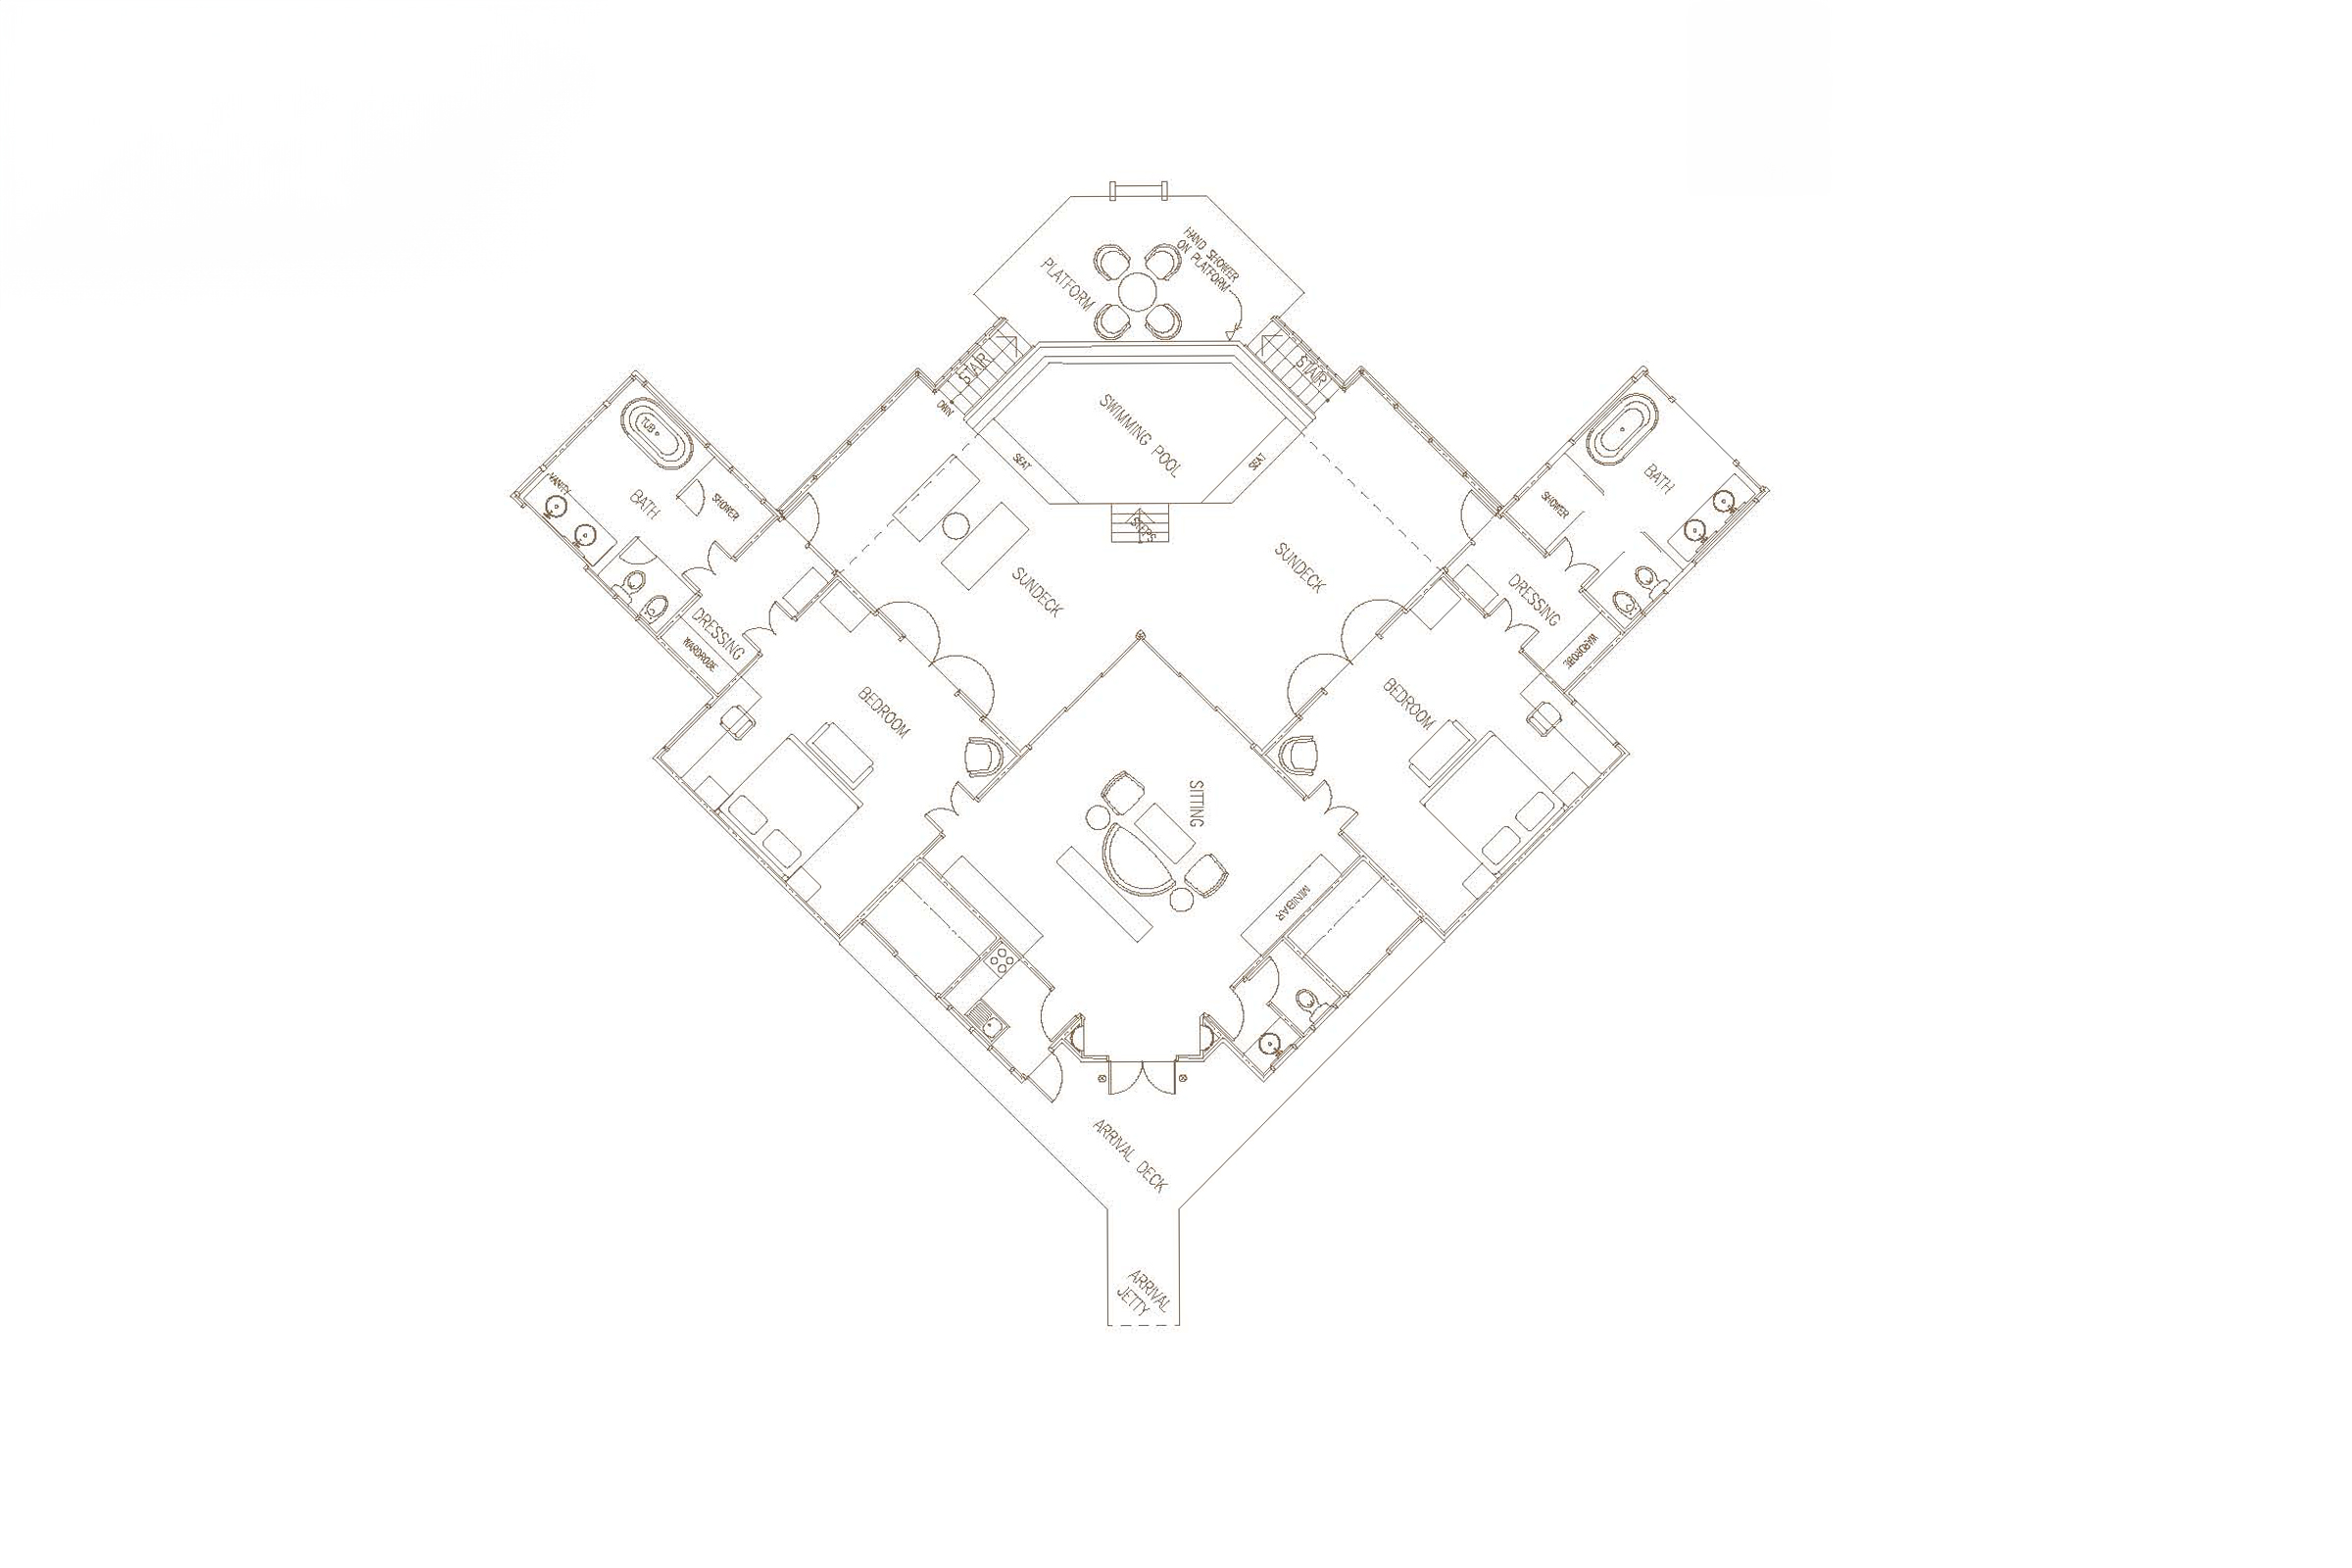 HAND SHOWER
ON PLATFORM
PLATFORM
STAIR
STAIR
DWN
SWIMMING POOL
SEAT
SEAT
STEPS
TUB
VANITY
BATH
SHOWER
SHOWER
BATH
SUNDECK
SUNDECK
DRESSING
WARDROBE
DRESSING
WARDROBE
BEDROOM
BEDROOM
SITTING
MINIBAR
ARRIVAL DECK
ARRIVAL
JETTY